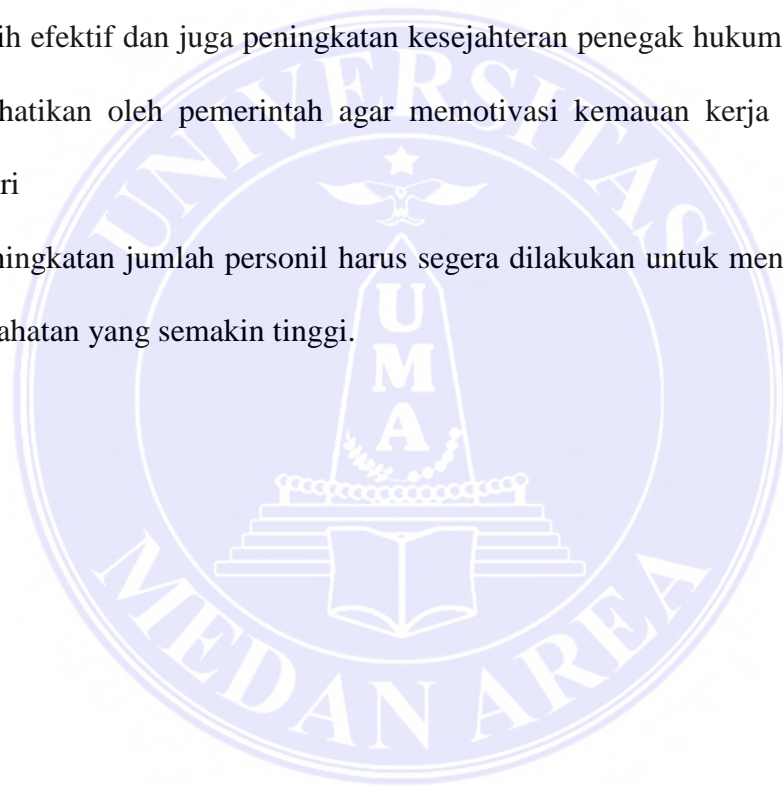 ih efektif dan juga peningkatan kesejahteran penegak hukum
hatikan oleh pemerintah agar memotivasi kemauan kerja
ri
ningkatan jumlah personil harus segera dilakukan untuk men
ahatan yang semakin tinggi.
UNIVERSITAS
UMA
MEDAN AREA